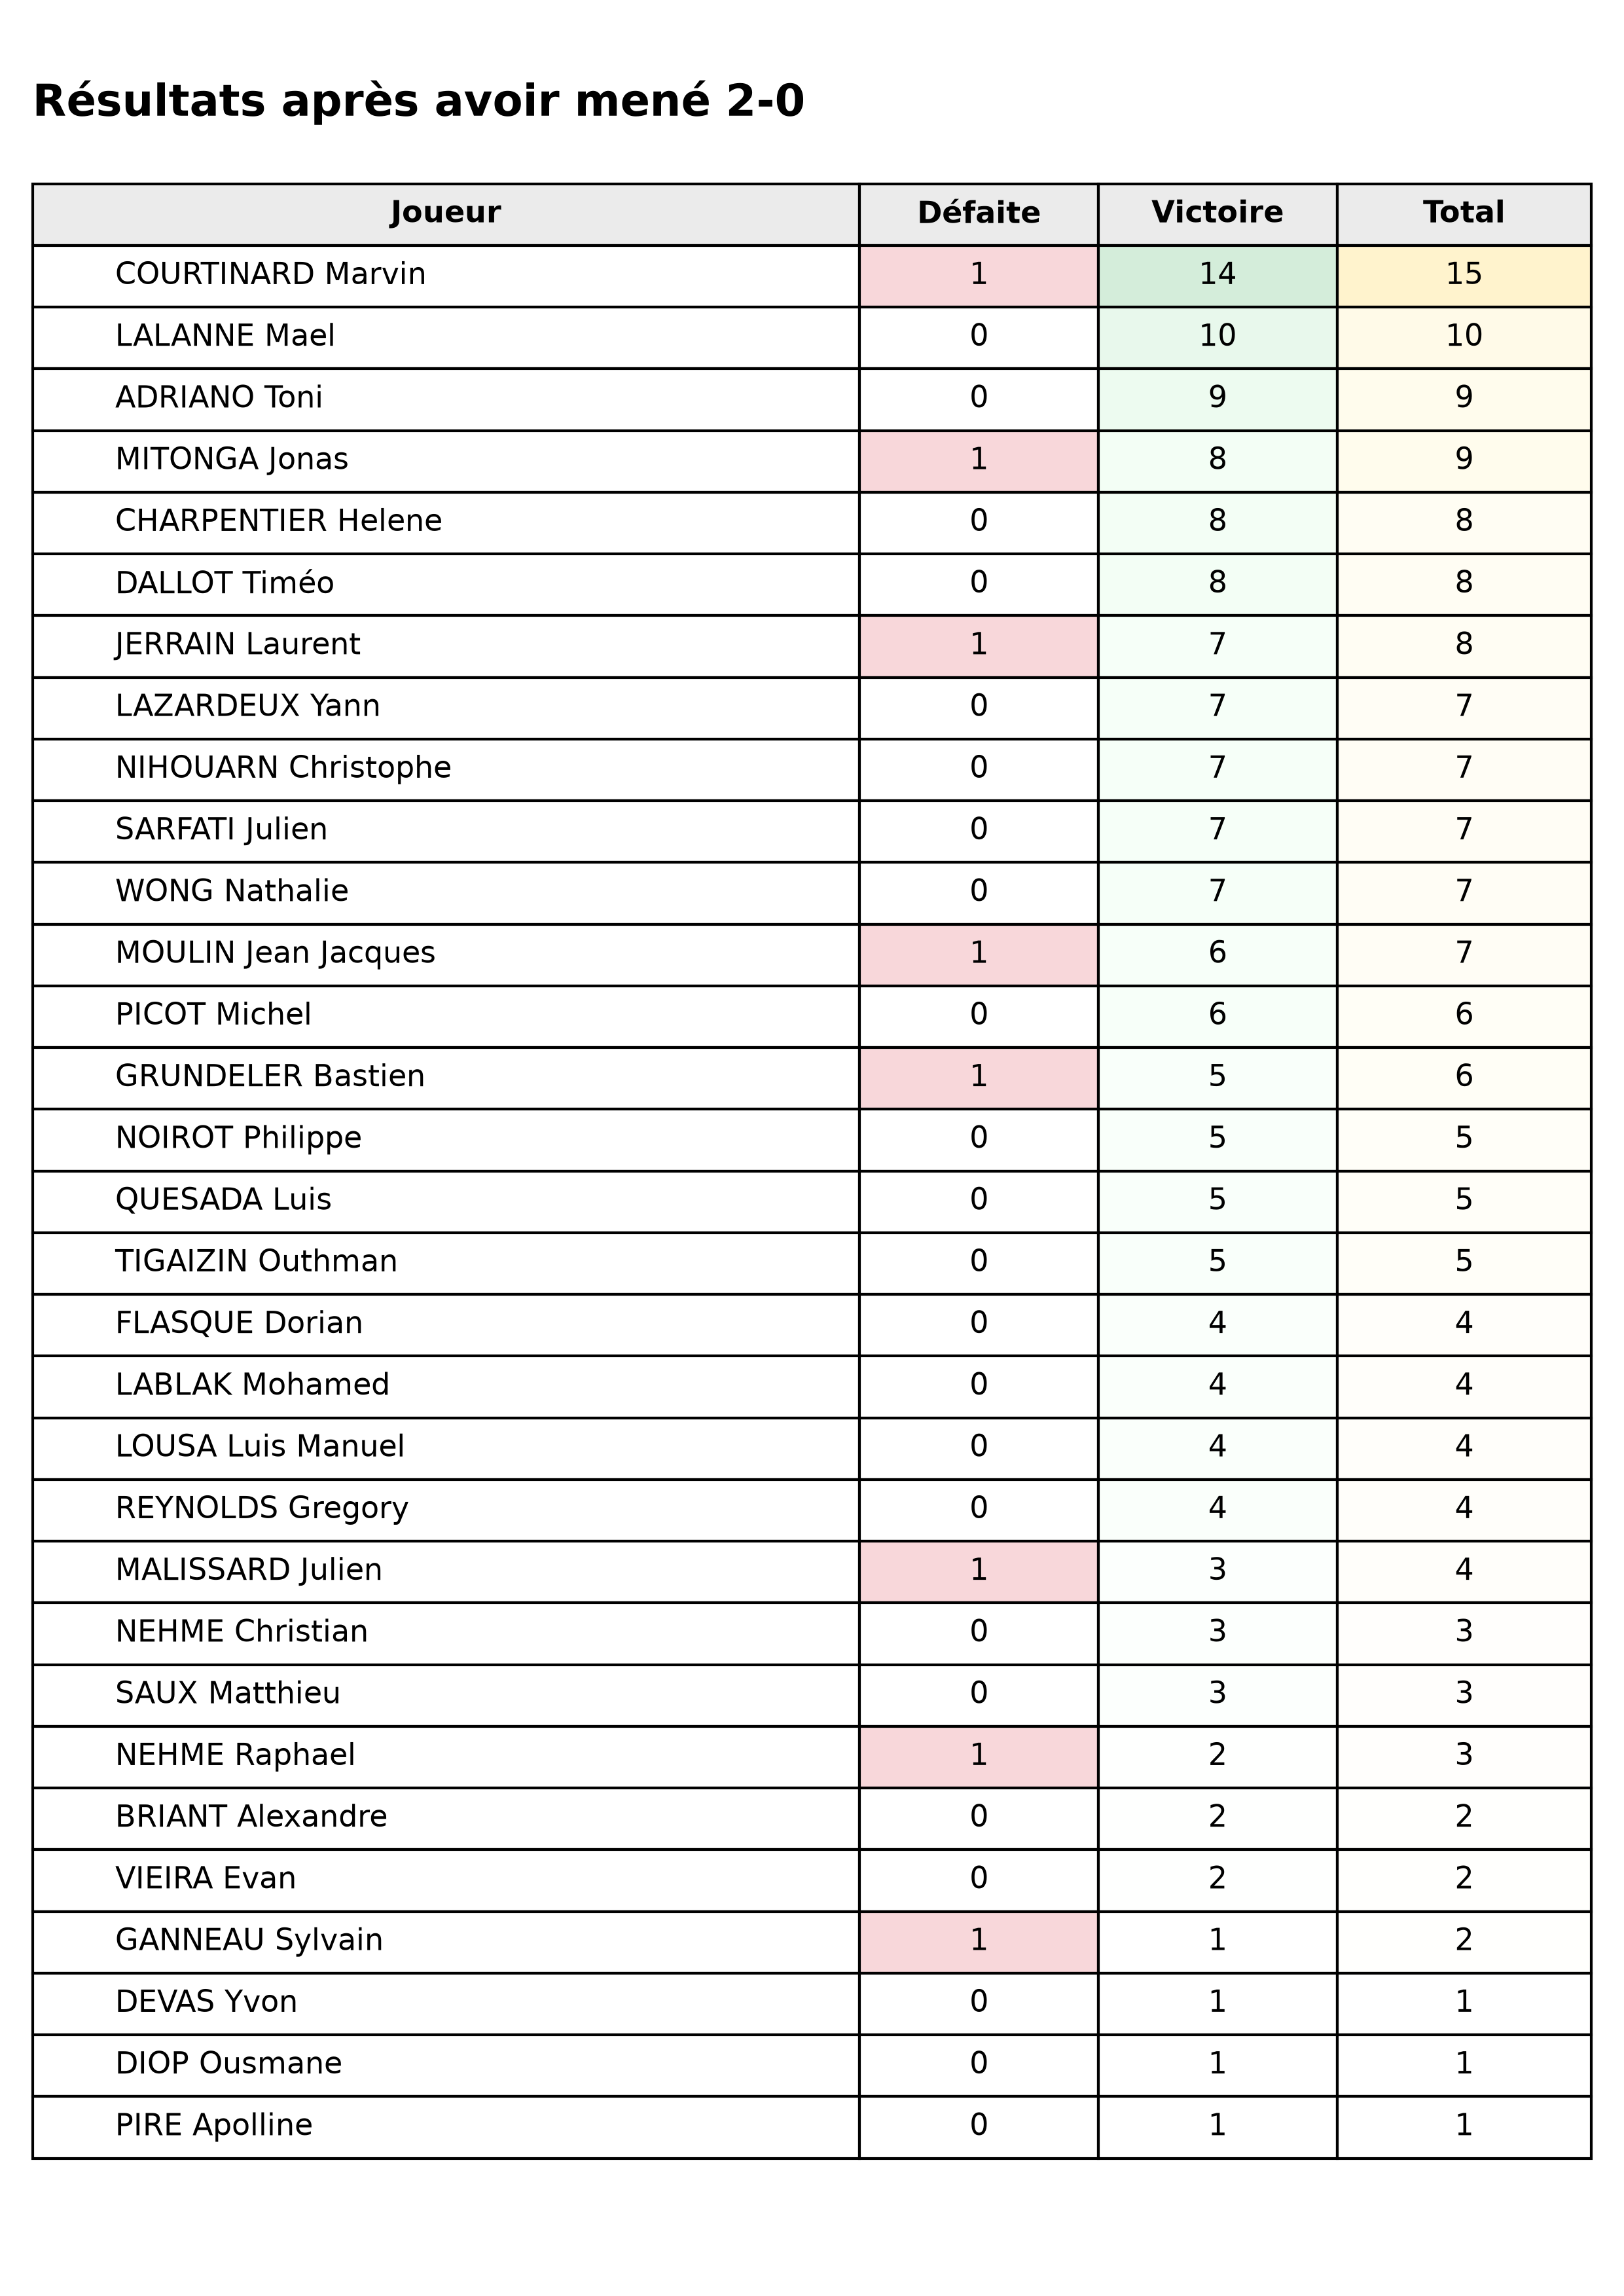 Résultats après avoir mené 2-0
Joueur Défaite Victoire Total
COURTINARD Marvin 1 14 15
LALANNE Mael 0 10 10
ADRIANO Toni 0 9 9
MITONGA Jonas 1 8 9
CHARPENTIER Helene 0 8 8
DALLOT Timéo 0 8 8
JERRAIN Laurent 1 7 8
LAZARDEUX Yann 0 7 7
NIHOUARN Christophe 0 7 7
SARFATI Julien 0 7 7
WONG Nathalie 0 7 7
MOULIN Jean Jacques 1 6 7
PICOT Michel 0 6 6
GRUNDELER Bastien 1 5 6
NOIROT Philippe 0 5 5
QUESADA Luis 0 5 5
TIGAIZIN Outhman 0 5 5
FLASQUE Dorian 0 4 4
LABLAK Mohamed 0 4 4
LOUSA Luis Manuel 0 4 4
REYNOLDS Gregory 0 4 4
MALISSARD Julien 1 3 4
NEHME Christian 0 3 3
SAUX Matthieu 0 3 3
NEHME Raphael 1 2 3
BRIANT Alexandre 0 2 2
VIEIRA Evan 0 2 2
GANNEAU Sylvain 1 1 2
DEVAS Yvon 0 1 1
DIOP Ousmane 0 1 1
PIRE Apolline 0 1 1